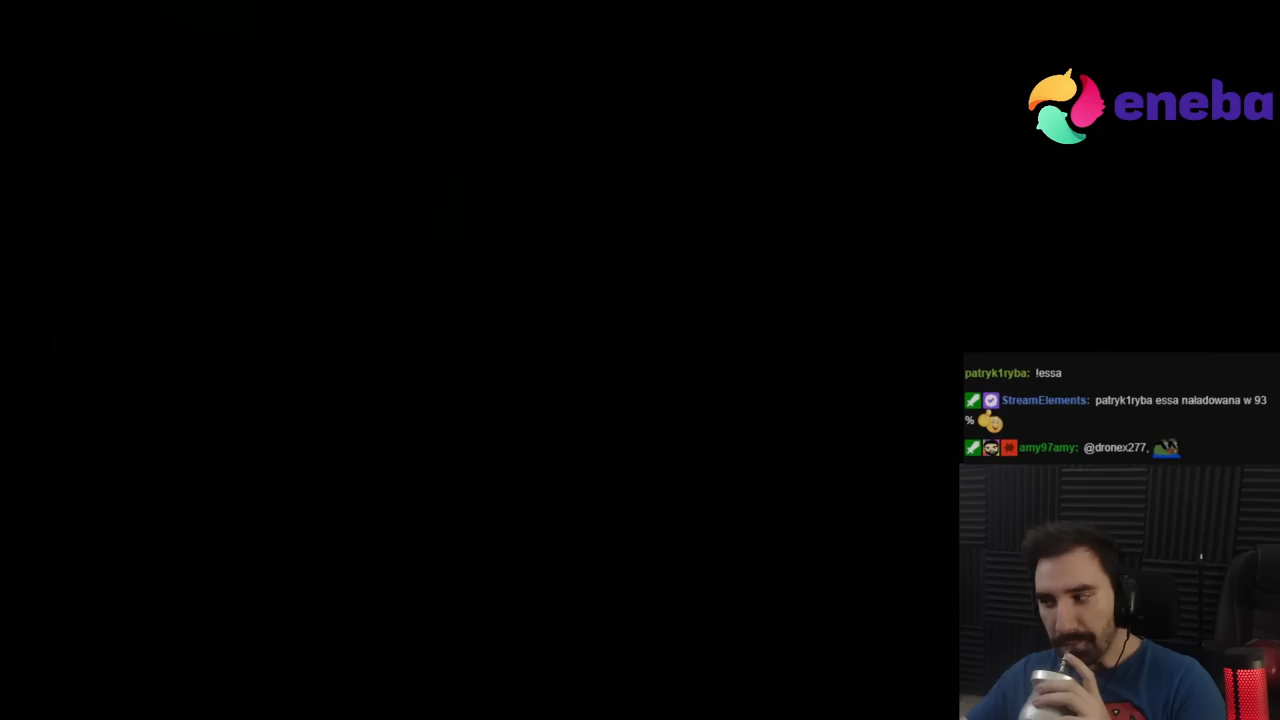 eneba
patryk1ryba: !essa
StreamElements: patryk1ryba essa naładowana w 93
%
amy97amy: @dronex277,